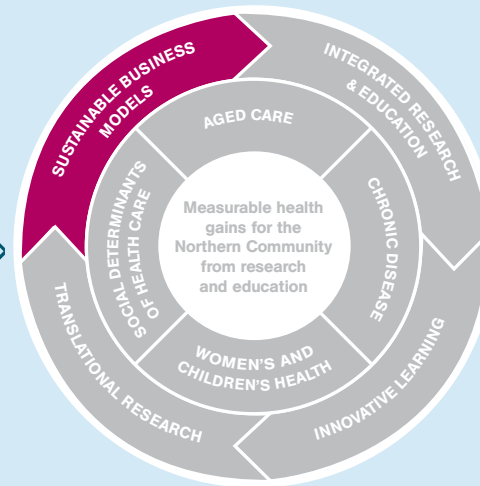 SUSTAINABLE BUSINESS
MODELS
INTEGRATED RESEARCH
& EDUCATION
INNOVATIVE LEARNING
TRANSLATIONAL RESEARCH
AGED CARE
CHRONIC DISEASE
WOMEN'S AND
CHILDREN'S HEALTH
SOCIAL DETERMINANTS
OF HEALTH CARE
Measurable health
gains for the
Northern Community
from research
and education